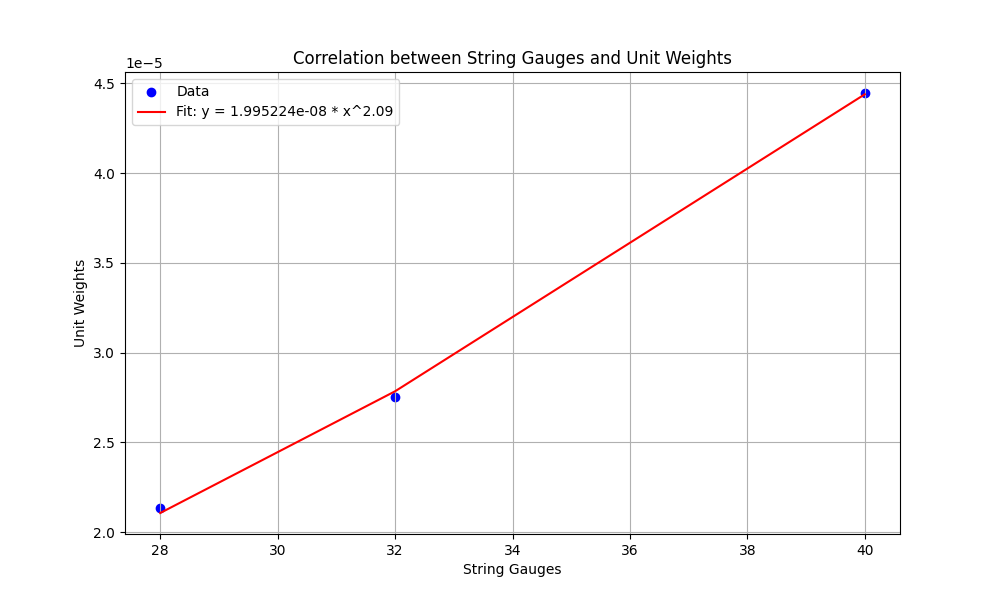 Correlation between String Gauges and Unit Weights
1e−5
Data
Fit: y = 1.995224e-08 * x^2.09
4.5
4.0
3.5
3.0
2.5
2.0
Unit Weights
28 30 32 34 36 38 40
String Gauges